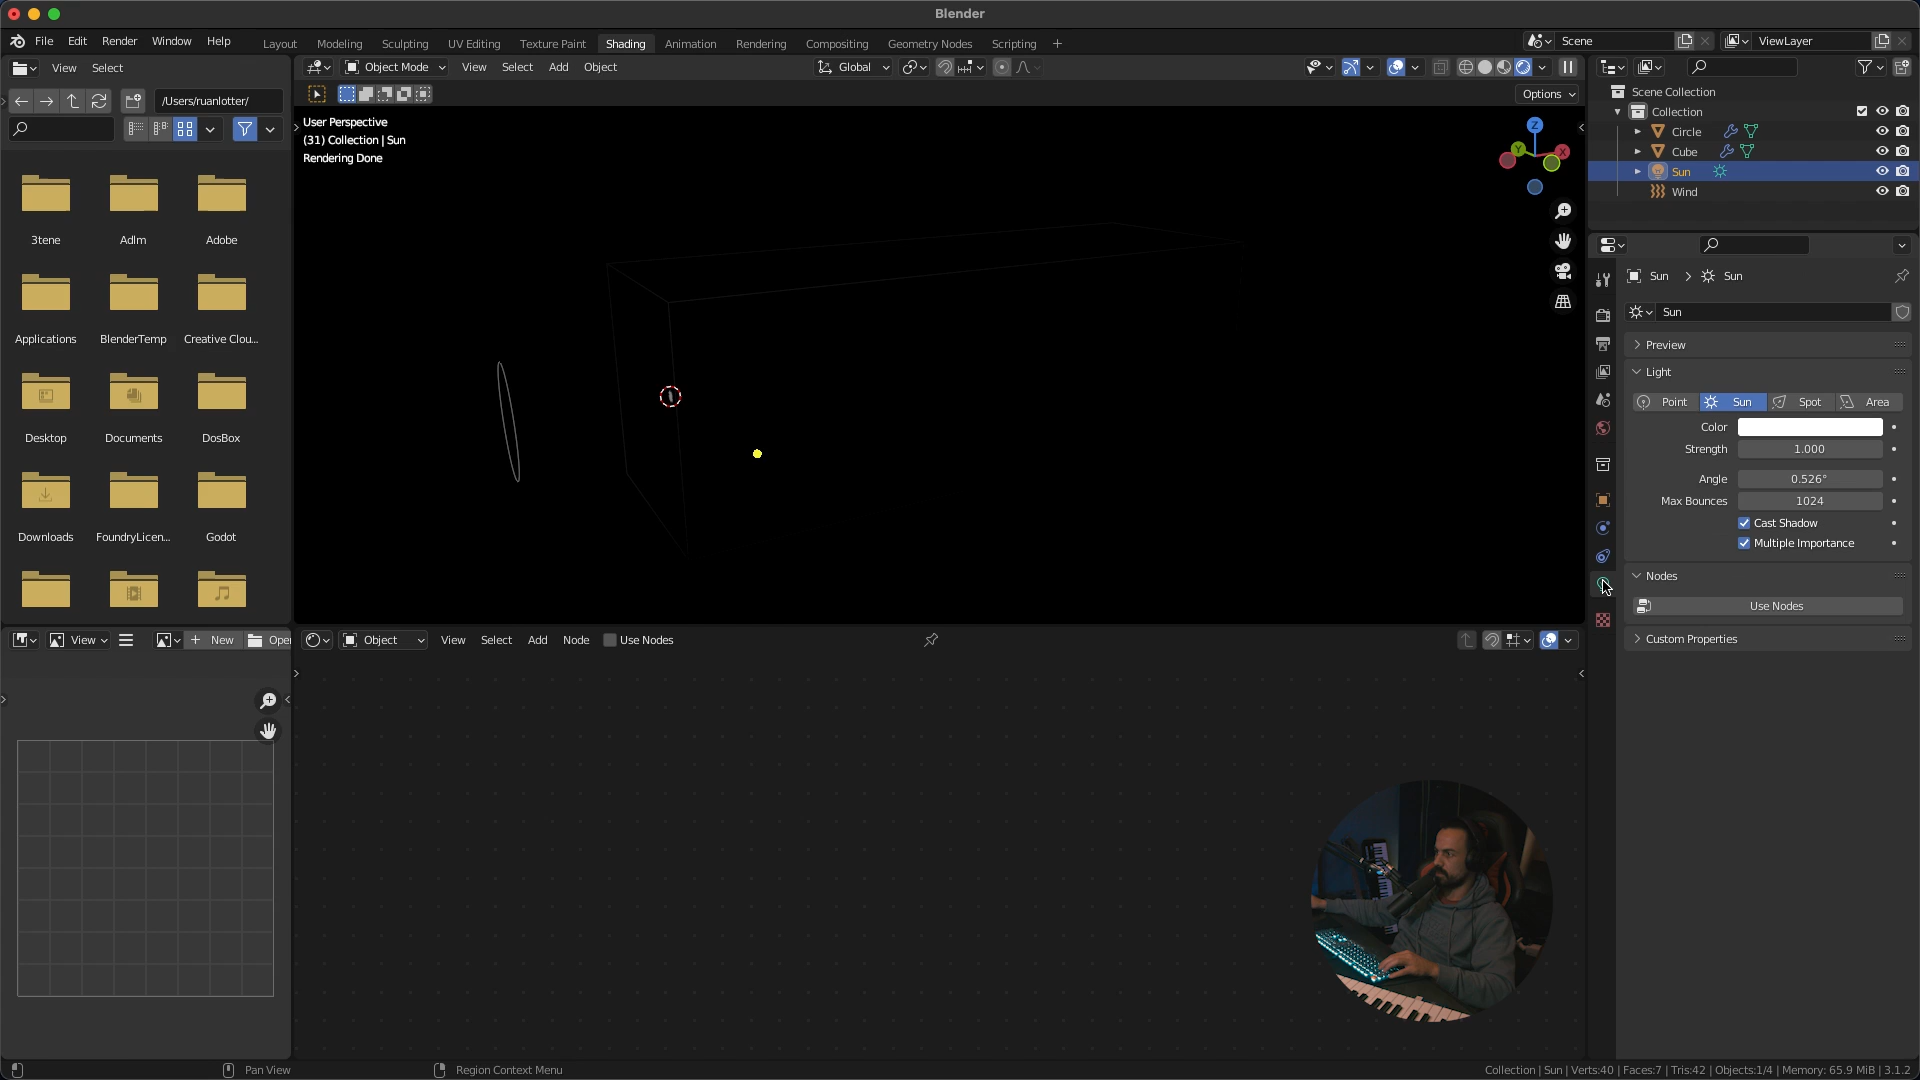 Blender
File Edit Render Window Help
Layout Modeling Sculpting UV Editing Texture Paint Shading Animation Rendering Compositing Geometry Nodes Scripting +
Scene
ViewLayer
View Select
/Users/ruanlotter/
3tene Adlm Adobe
Applications BlenderTemp Creative Clou...
Desktop Documents DosBox
Downloads FoundryLicen... Godot
Object Mode View Select Add Object
Global
Options
User Perspective
(31) Collection | Sun
Rendering Done
Z
Y
X
Scene Collection
Collection
Circle
Cube
Sun
Wind
Sun > Sun
Sun
Preview
Light
Point Sun Spot Area
Color
Strength 1.000
Angle 0.526°
Max Bounces 1024
Cast Shadow
Multiple Importance
Nodes
Use Nodes
Custom Properties
View
New
Ope
Object View Select Add Node Use Nodes
Pan View
Region Context Menu
Collection | Sun | Verts:40 | Faces:7 | Tris:42 | Objects:1/4 | Memory: 65.9 MiB | 3.1.2